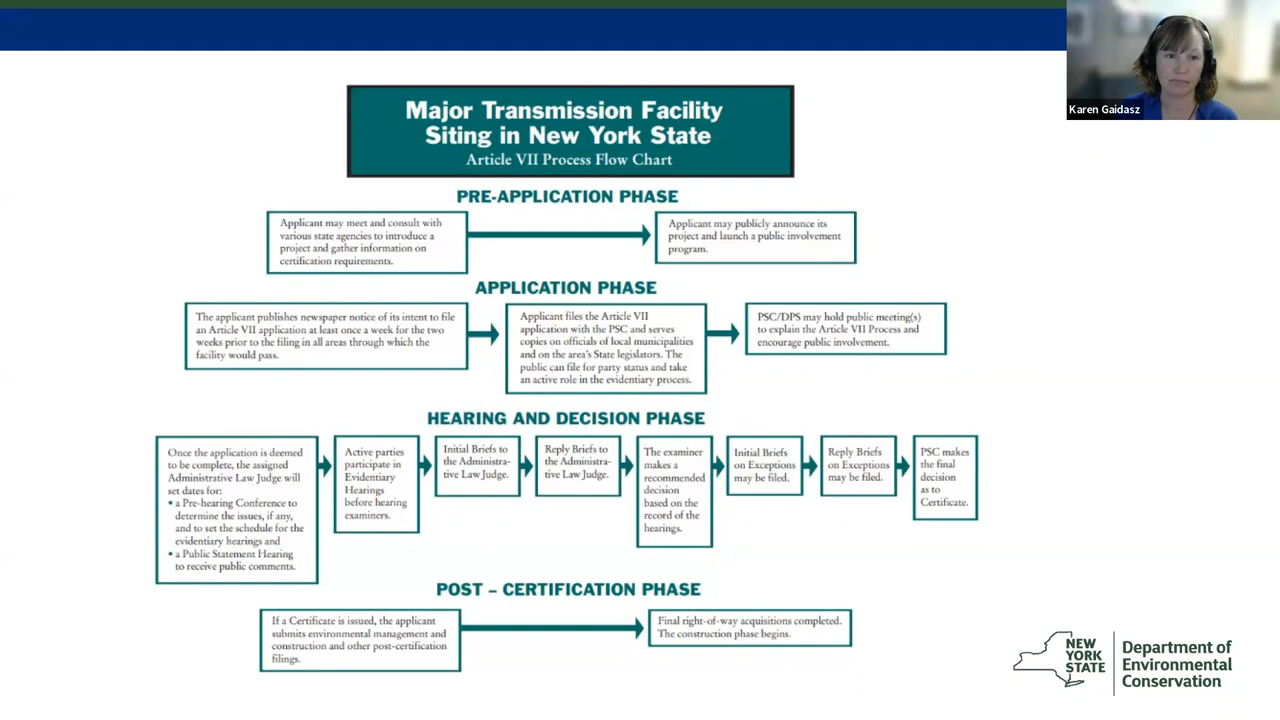 Karen Gaidasz
Major Transmission Facility
Siting in New York State
Article VII Process Flow Chart
PRE-APPLICATION PHASE
Applicant may meet and consult with
various state agencies to introduce a
project and gather information on
certification requirements.
Applicant may publicly announce its
project and launch a public involvement
program.
APPLICATION PHASE
The applicant publishes newspaper notice of its intent to file
an Article VII application at least once a week for the two
weeks prior to the filing in all areas through which the
facility would pass.
Applicant files the Article VII
application with the PSC and serves
copies on officials of local municipalities
and on the area's State legislators. The
public can file for party status and take
an active role in the evidentiary process.
PSC/DPS may hold public meeting(s)
to explain the Article VII Process and
encourage public involvement.
HEARING AND DECISION PHASE
Once the application is deemed
to be complete, the assigned
Administrative Law Judge will
set dates for:
• a Pre-hearing Conference to
determine the issues, if any,
and to set the schedule for the
evidentiary hearings and
• a Public Statement Hearing
to receive public comments.
Active parties
participate in
Evidentiary
Hearings
before hearing
examiners.
Initial Briefs to
the Administra-
tive Law Judge.
Reply Briefs to
the Administra-
tive Law Judge.
The examiner
makes a
recommended
decision
based on the
record of the
hearings.
Initial Briefs
on Exceptions
may be filed.
Reply Briefs
on Exceptions
may be filed.
PSC makes
the final
decision
as to
Certificate.
POST – CERTIFICATION PHASE
If a Certificate is issued, the applicant
submits environmental management and
construction and other post-certification
filings.
Final right-of-way acquisitions completed.
The construction phase begins.
NEW
YORK
STATE
Department of
Environmental
Conservation